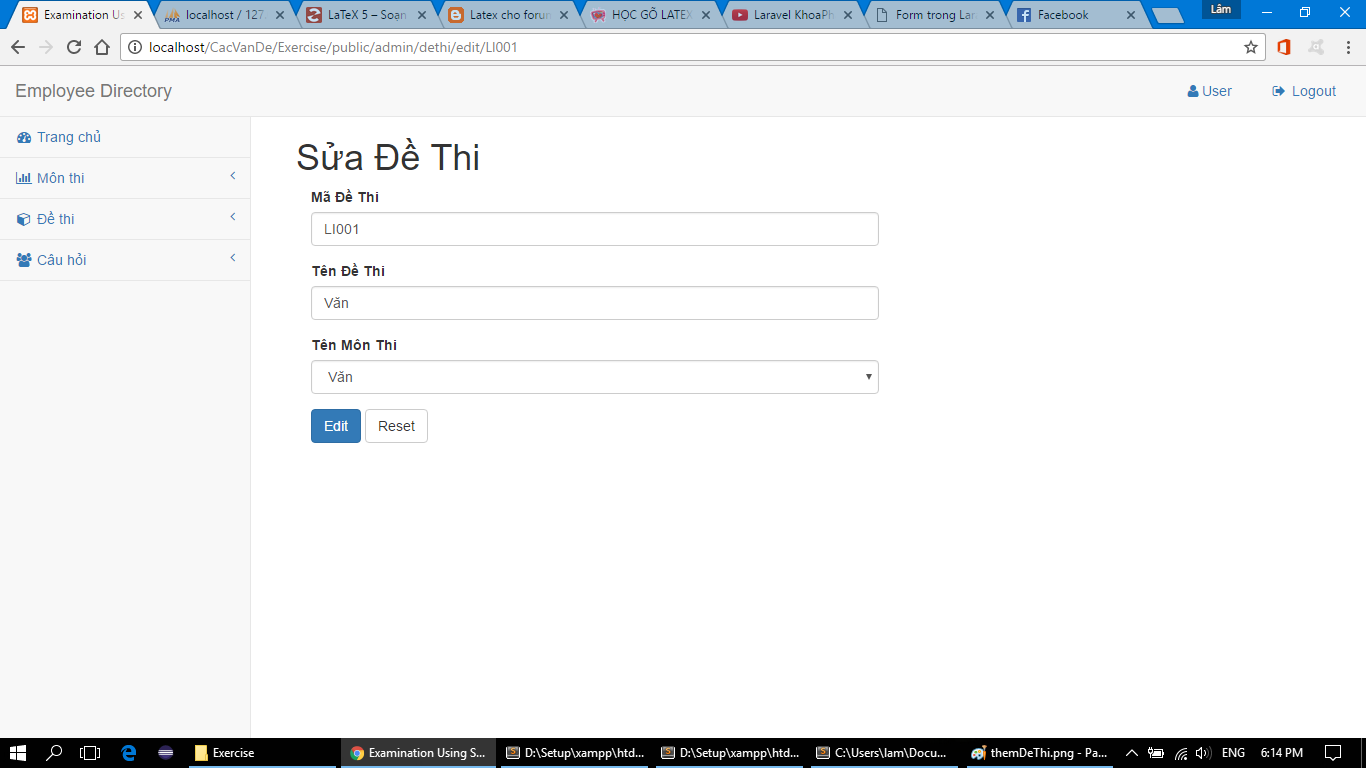 Examination Us
localhost / 127.
LaTeX 5 – Soan
Latex cho forun
HỌC GÕ LATEX
Laravel KhoaPh
Form trong Lar
Facebook
Lâm
localhost/CacVanDe/Exercise/public/admin/dethi/edit/LI001
Employee Directory
User
Logout
Trang chủ
Môn thi
Đề thi
Câu hỏi
Sửa Đề Thi
Mã Đề Thi
LI001
Tên Đề Thi
Văn
Tên Môn Thi
Văn
Edit
Reset
Exercise
Examination Using S...
D:\Setup\xampp\htd...
D:\Setup\xampp\htd...
C:\Users\lam\Docu...
themDeThi.png - Pa...
ENG
6:14 PM